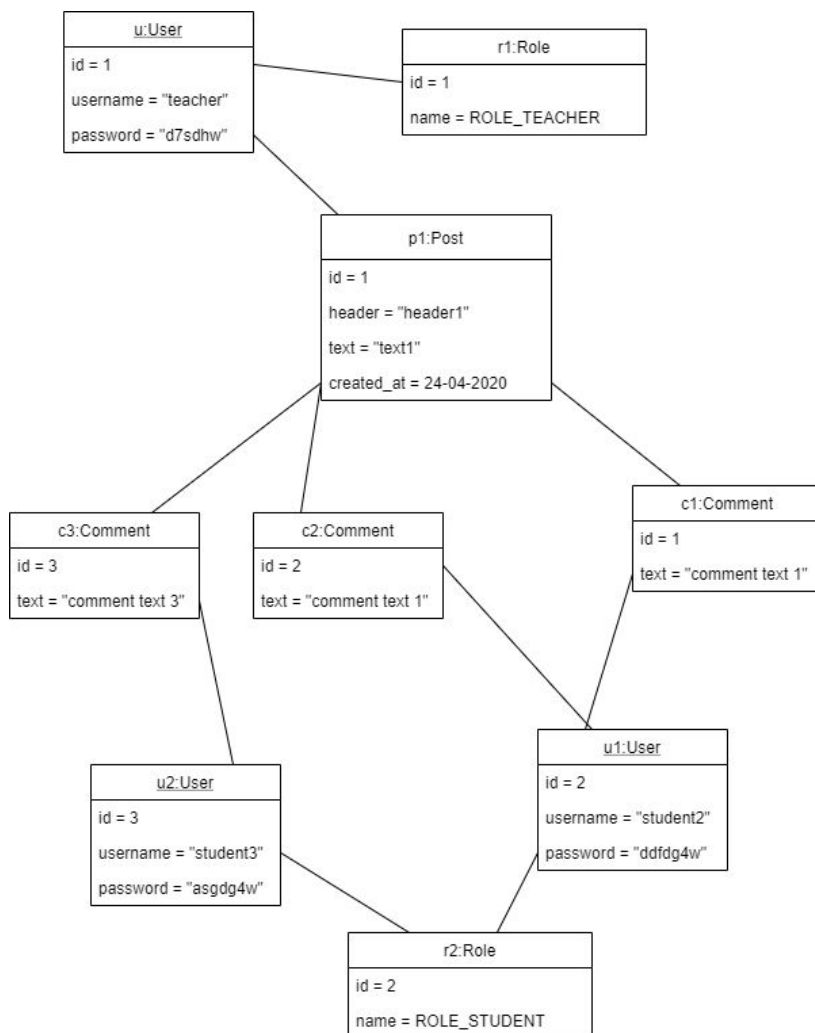 u:User
id = 1
username = "teacher"
password = "d7sdhw"
r1:Role
id = 1
name = ROLE_TEACHER
p1:Post
id = 1
header = "header1"
text = "text1"
created_at = 24-04-2020
c3:Comment
id = 3
text = "comment text 3"
c2:Comment
id = 2
text = "comment text 1"
c1:Comment
id = 1
text = "comment text 1"
u2:User
id = 3
username = "student3"
password = "asgdg4w"
u1:User
id = 2
username = "student2"
password = "ddfdg4w"
r2:Role
id = 2
name = ROLE_STUDENT